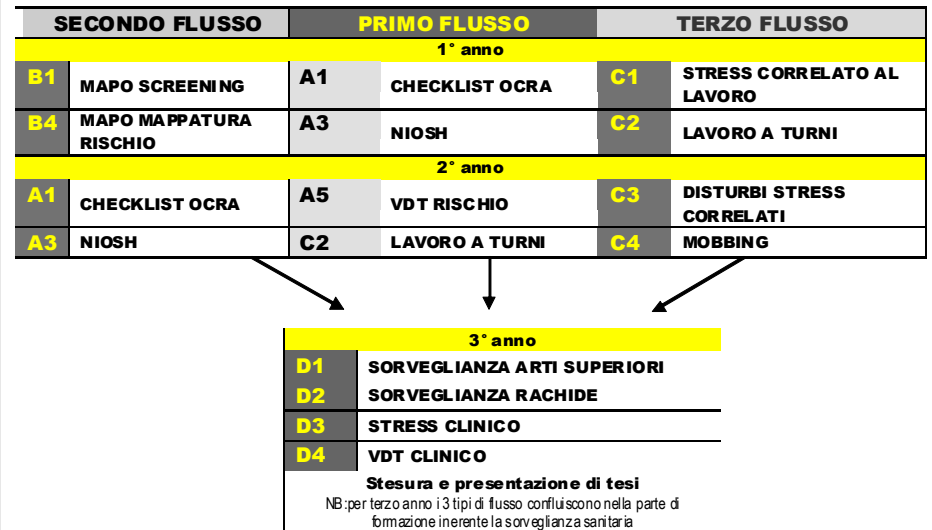 SECONDO FLUSSO PRIMO FLUSSO TERZO FLUSSO
1° anno
B1 MAPO SCREENING A1 CHECKLIST OCRA C1 STRESS CORRELATO AL
LAVORO
B4 MAPO MAPPATURA
RISCHIO A3 NIOSH C2 LAVORO A TURNI
2° anno
A1 CHECKLIST OCRA A5 VDT RISCHIO C3 DISTURBI STRESS
CORRELATI
A3 NIOSH C2 LAVORO A TURNI C4 MOBBING
3° anno
D1 SORVEGLIANZA ARTI SUPERIORI
D2 SORVEGLIANZA RACHIDE
D3 STRESS CLINICO
D4 VDT CLINICO
Stesura e presentazione di tesi
NB:per terzo anno i 3 tipi di flusso confluiscono nella parte di
formazione inerente la sorveglianza sanitaria